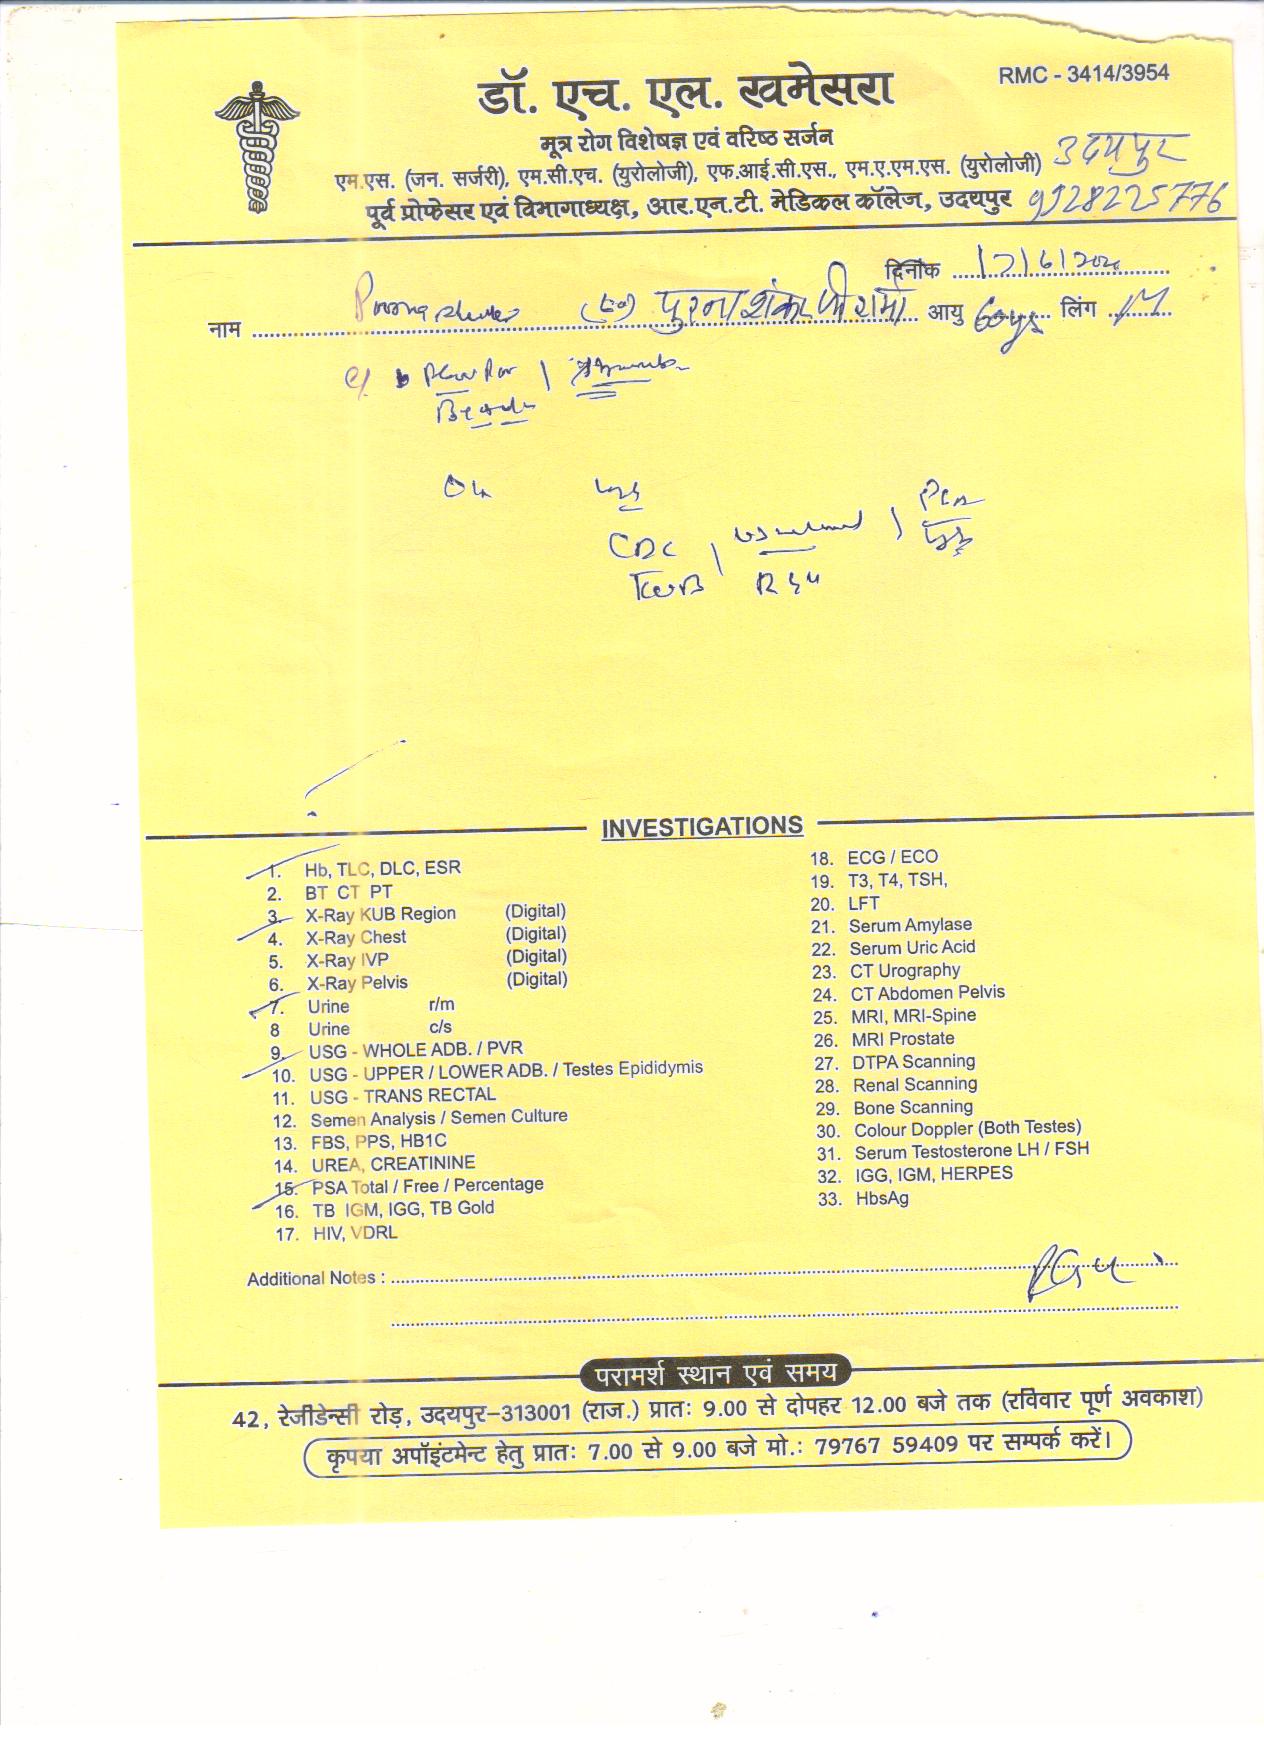 डॉ. एच. एल. खमेसरा
RMC - 3414/3954
मूत्र रोग विशेषज्ञ एवं वरिष्ठ सर्जन
एम.एस. (जन. सर्जरी), एम.सी.एच. (युरोलोजी), एफ.आई.सी.एस., एम.ए.एम.एस. (युरोलोजी) उदयपुर
पूर्व प्रोफेसर एवं विभागाध्यक्ष, आर.एन.टी. मेडिकल कॉलेज, उदयपुर 9928225776
दिनाँक
नाम पुरना शंकर जी शर्मा आयु 60 ys लिंग M
CBC
KUB
INVESTIGATIONS
1. Hb, TLC, DLC, ESR
2. BT CT PT
3. X-Ray KUB Region (Digital)
4. X-Ray Chest (Digital)
5. X-Ray IVP (Digital)
6. X-Ray Pelvis (Digital)
7. Urine r/m
8 Urine c/s
9. USG - WHOLE ADB. / PVR
10. USG - UPPER / LOWER ADB. / Testes Epididymis
11. USG - TRANS RECTAL
12. Semen Analysis / Semen Culture
13. FBS, PPS, HB1C
14. UREA, CREATININE
15. PSA Total / Free / Percentage
16. TB IGM, IGG, TB Gold
17. HIV, VDRL
18. ECG / ECO
19. T3, T4, TSH,
20. LFT
21. Serum Amylase
22. Serum Uric Acid
23. CT Urography
24. CT Abdomen Pelvis
25. MRI, MRI-Spine
26. MRI Prostate
27. DTPA Scanning
28. Renal Scanning
29. Bone Scanning
30. Colour Doppler (Both Testes)
31. Serum Testosterone LH / FSH
32. IGG, IGM, HERPES
33. HbsAg
Additional Notes :
परामर्श स्थान एवं समय
42, रेजीडेन्सी रोड़, उदयपुर-313001 (राज.) प्रातः 9.00 से दोपहर 12.00 बजे तक (रविवार पूर्ण अवकाश)
कृपया अपॉइंटमेन्ट हेतु प्रातः 7.00 से 9.00 बजे मो.: 79767 59409 पर सम्पर्क करें।